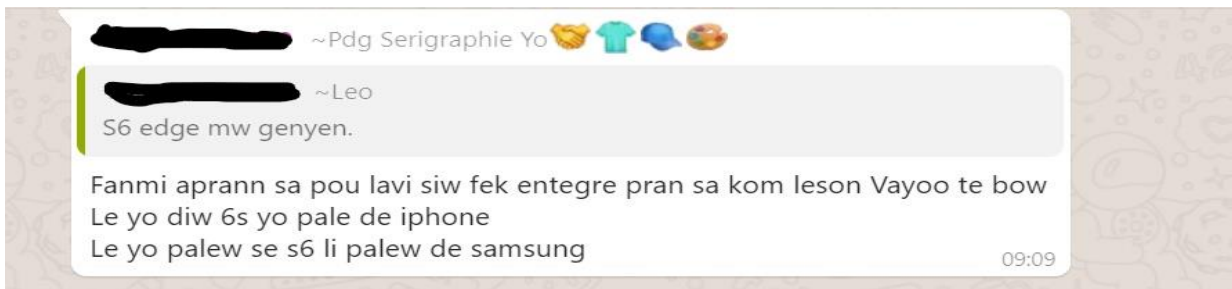 ~Pdg Serigraphie Yo🤝👕🧢🎨
~Leo
S6 edge mw genyen.
Fanmi aprann sa pou lavi siw fek entegre pran sa kom leson Vayoo te bow
Le yo diw 6s yo pale de iphone
Le yo palew se s6 li palew de samsung
09:09